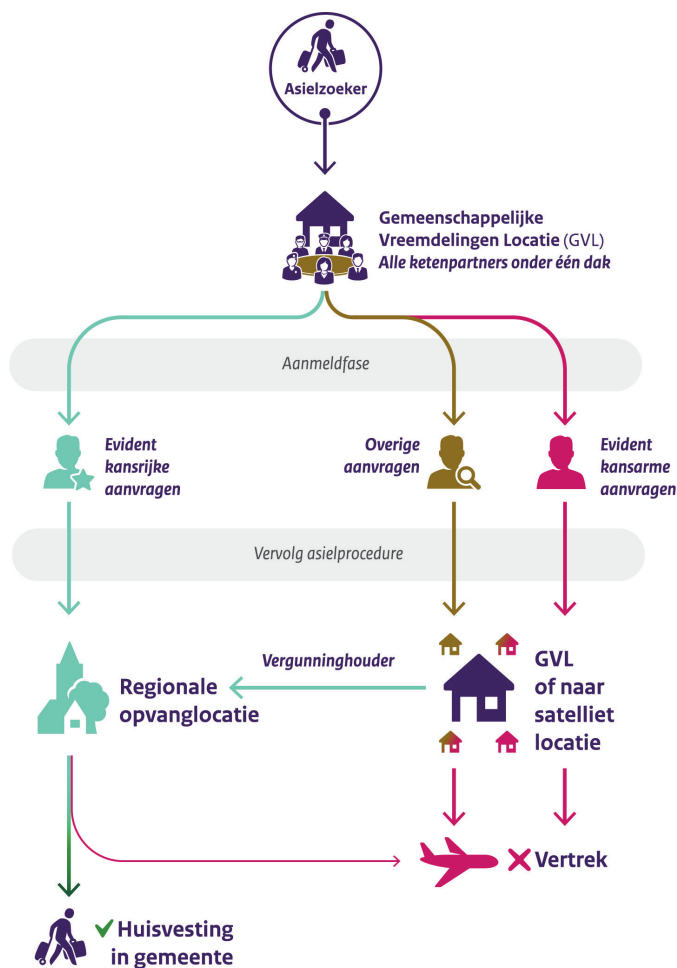 Asielzoeker
Gemeenschappelijke
Vreemdelingen Locatie (GVL)
Alle ketenpartners onder één dak
Aanmeldfase
Evident
kansrijke
aanvragen
Overige
aanvragen
Evident
kansarme
aanvragen
Vervolg asielprocedure
Regionale
opvanglocatie
Vergunninghouder
GVL
of naar
satelliet
locatie
Vertrek
Huisvesting
in gemeente